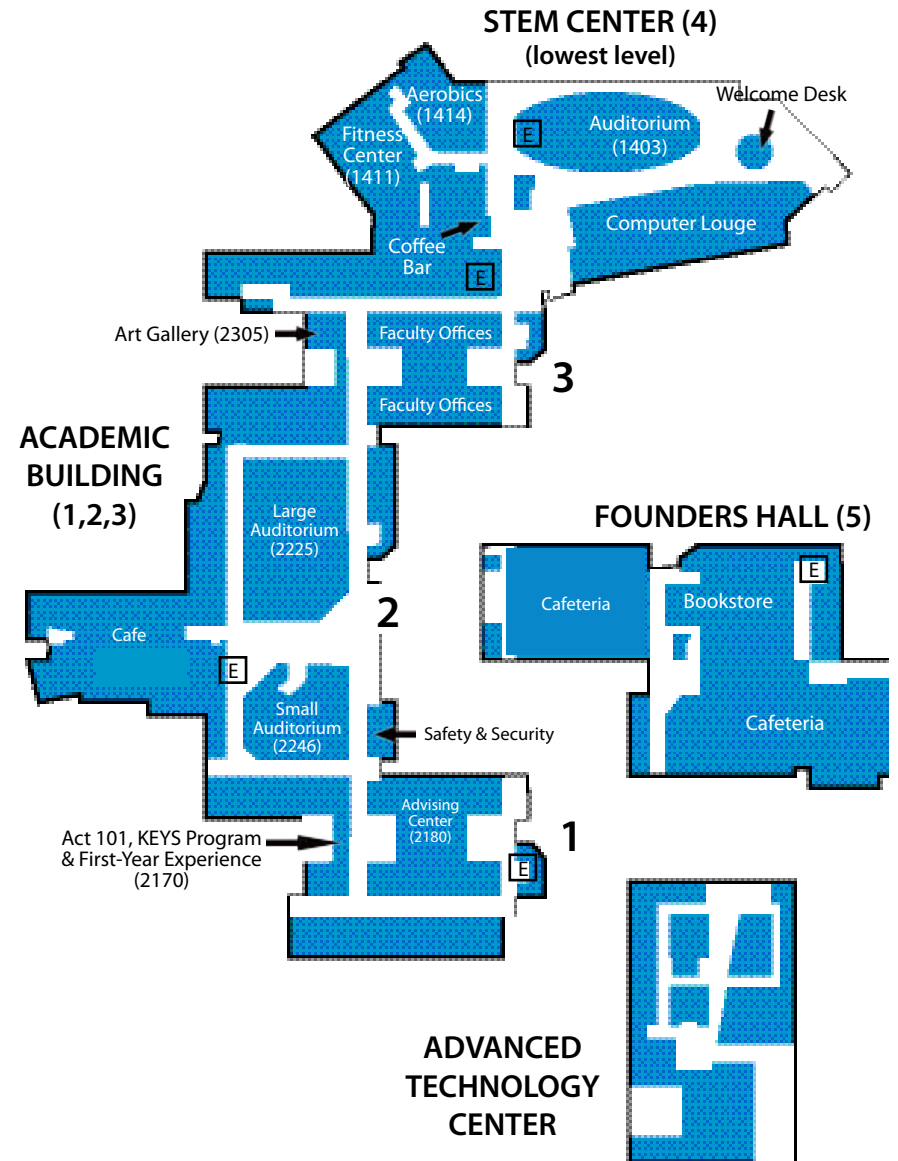 STEM CENTER (4)
(lowest level)
Welcome Desk
Aerobics
(1414)
E
Auditorium
(1403)
Fitness
Center
(1411)
Computer Louge
Coffee
Bar
E
Art Gallery (2305)
Faculty Offices
3
Faculty Offices
ACADEMIC
BUILDING
(1,2,3)
Large
Auditorium
(2225)
2
Cafe
E
Small
Auditorium
(2246)
Safety & Security
Advising
Center
(2180)
1
Act 101, KEYS Program
& First-Year Experience
(2170)
E
FOUNDERS HALL (5)
E
Cafeteria
Bookstore
Cafeteria
ADVANCED
TECHNOLOGY
CENTER